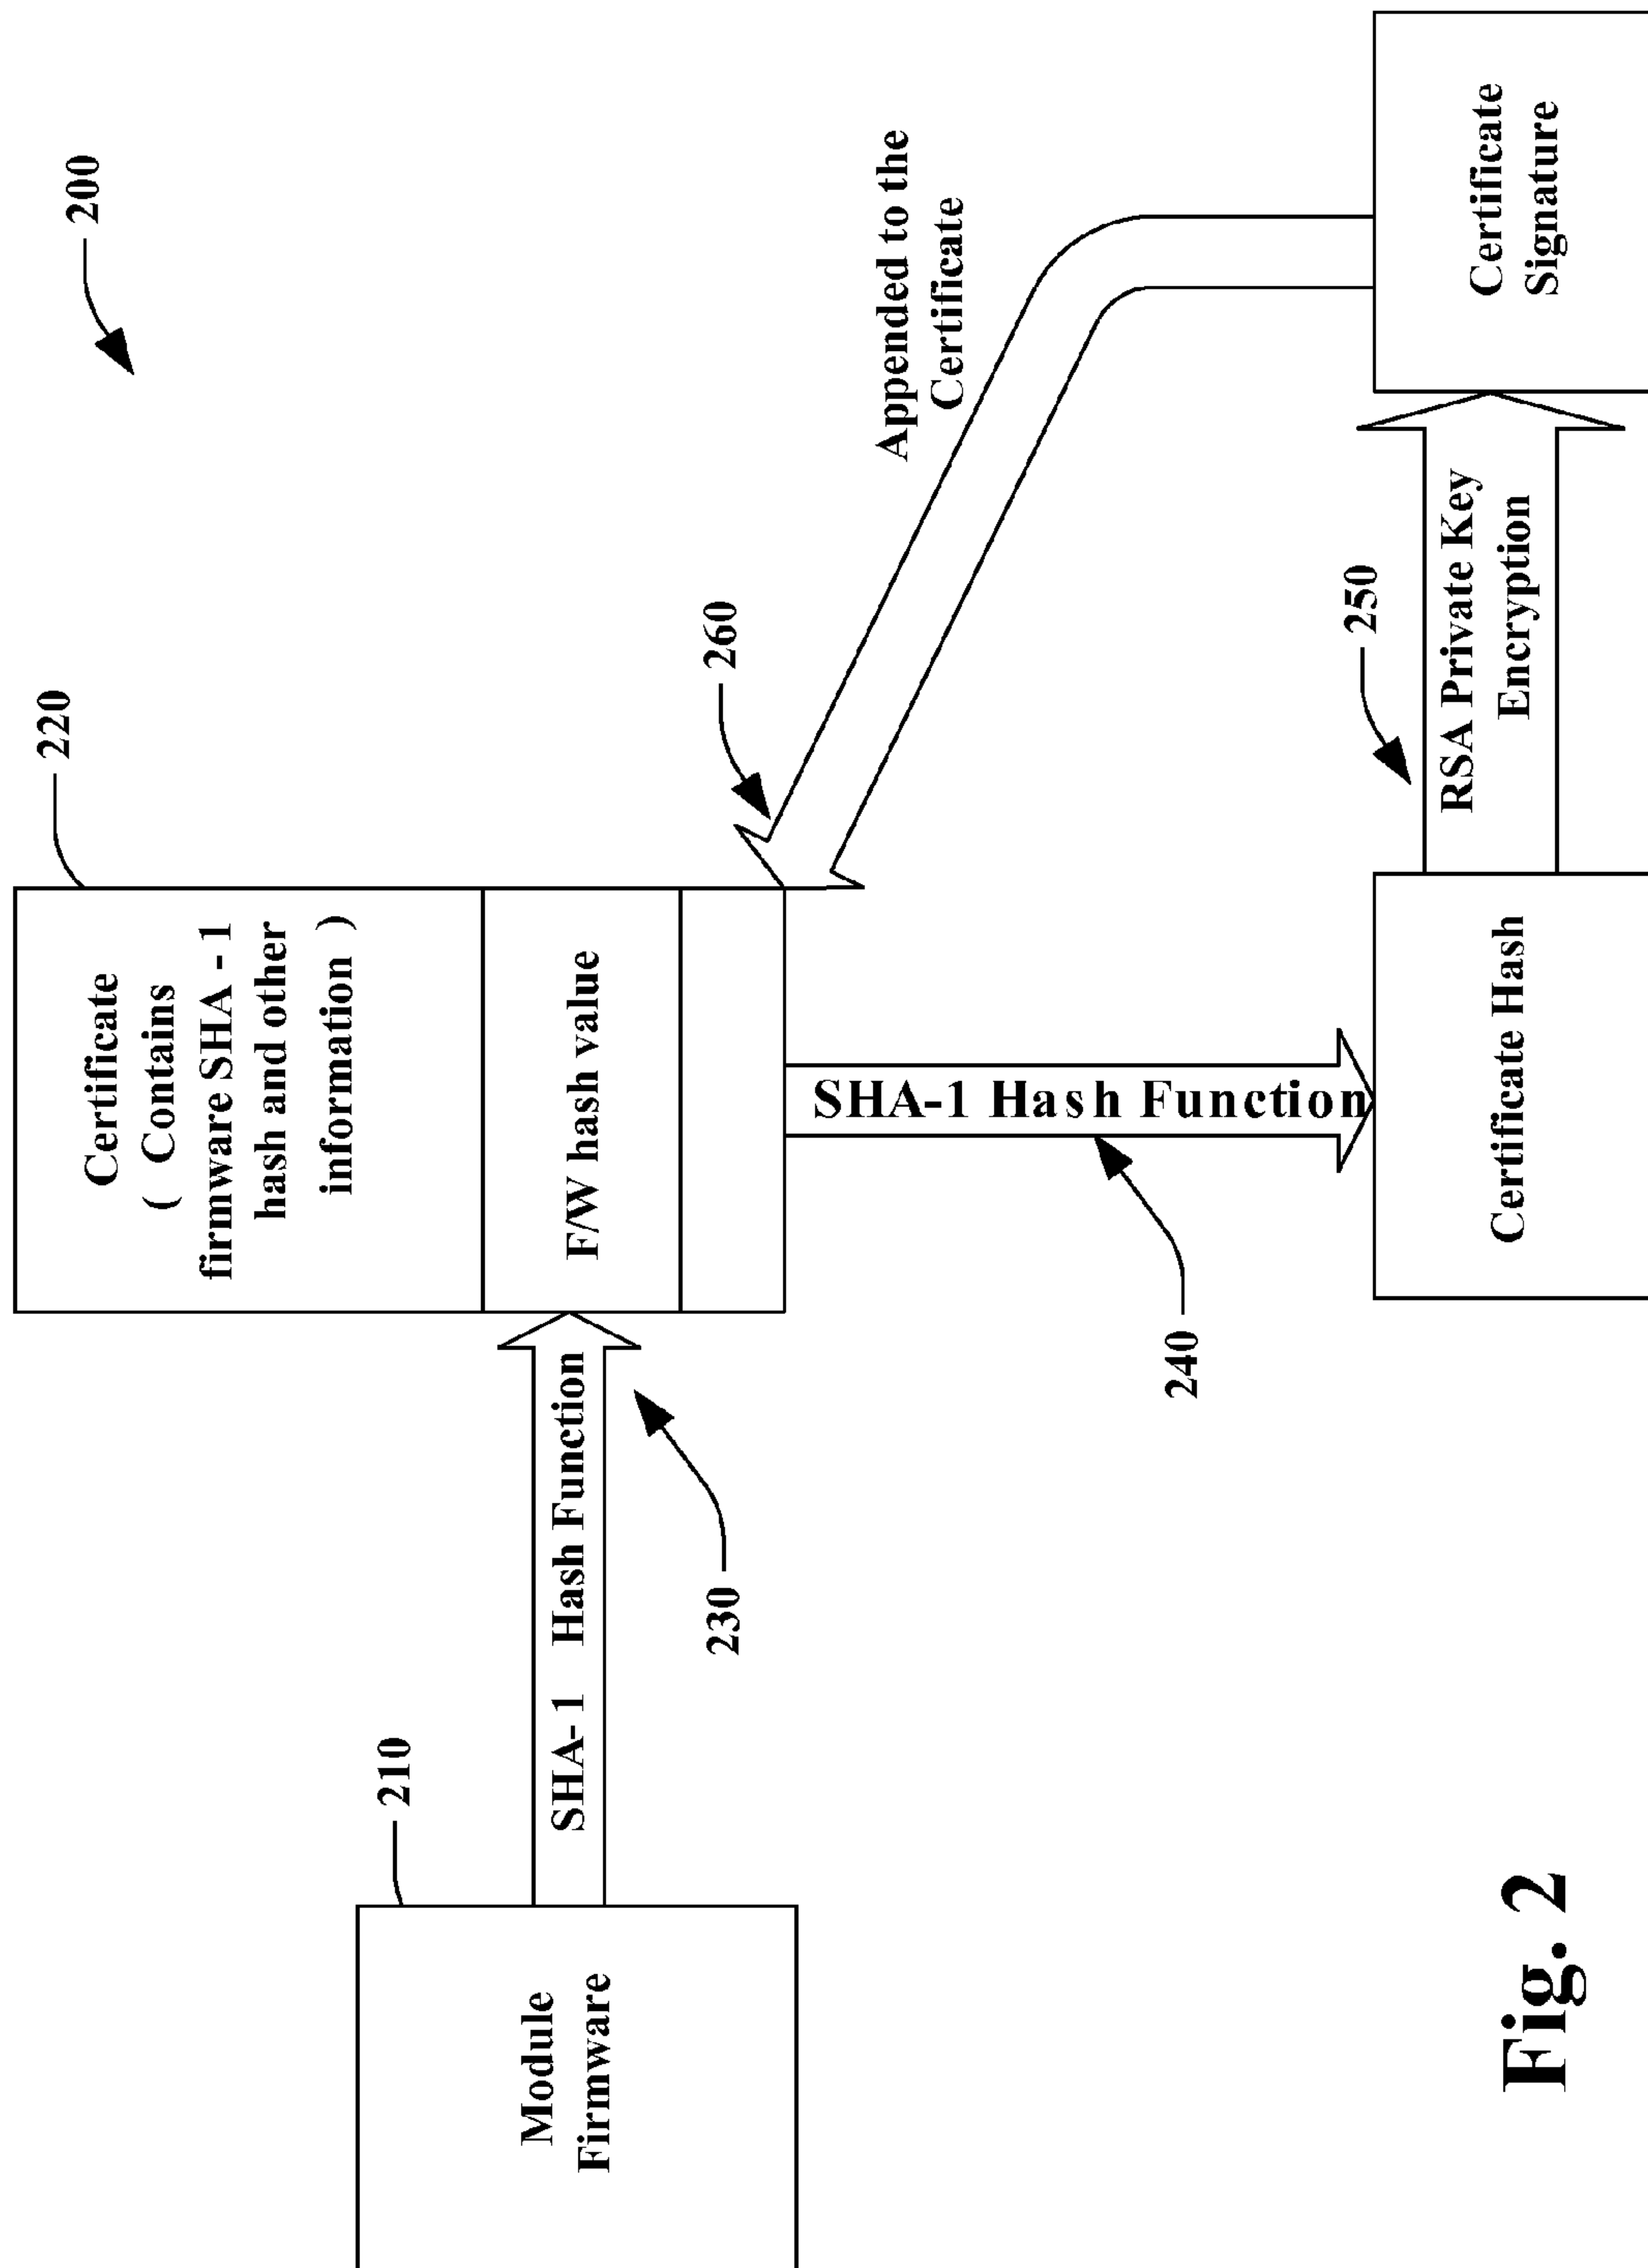 200
220
Certificate
( Contains
firmware SHA - 1
hash and other
information )
F/W hash value
210
Module
Firmware
SHA-1 Hash Function
230
260
Appended to the
Certificate
SHA-1 Hash Function
240
Certificate Hash
250
RSA Private Key
Encryption
Certificate
Signature
Fig. 2